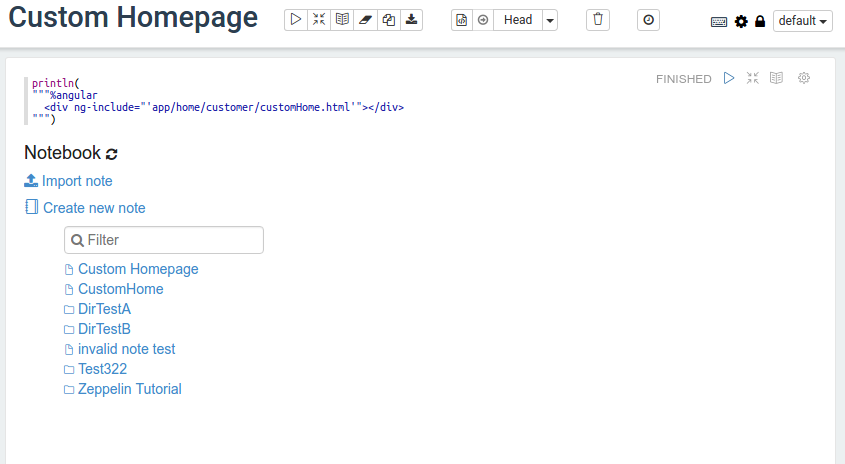 Custom Homepage
Head
default
FINISHED
println(
"""%angular
<div ng-include="'app/home/customer/customHome.html'"></div>
""")
Notebook
Import note
Create new note
Filter
Custom Homepage
CustomHome
DirTestA
DirTestB
invalid note test
Test322
Zeppelin Tutorial